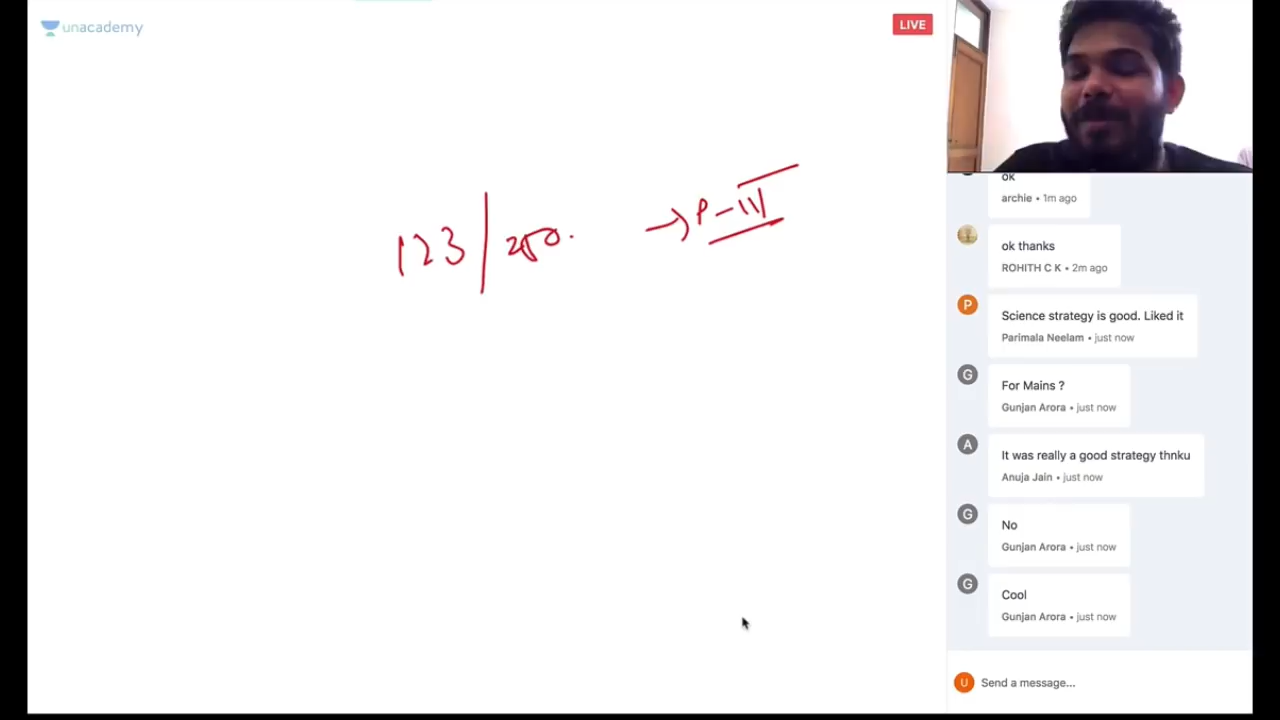 unacademy
LIVE
123 | 250. → P-III
ok
archie • 1m ago
ok thanks
ROHITH C K • 2m ago
P
Science strategy is good. Liked it
Parimala Neelam • just now
G
For Mains ?
Gunjan Arora • just now
A
It was really a good strategy thnku
Anuja Jain • just now
G
No
Gunjan Arora • just now
G
Cool
Gunjan Arora • just now
U
Send a message...